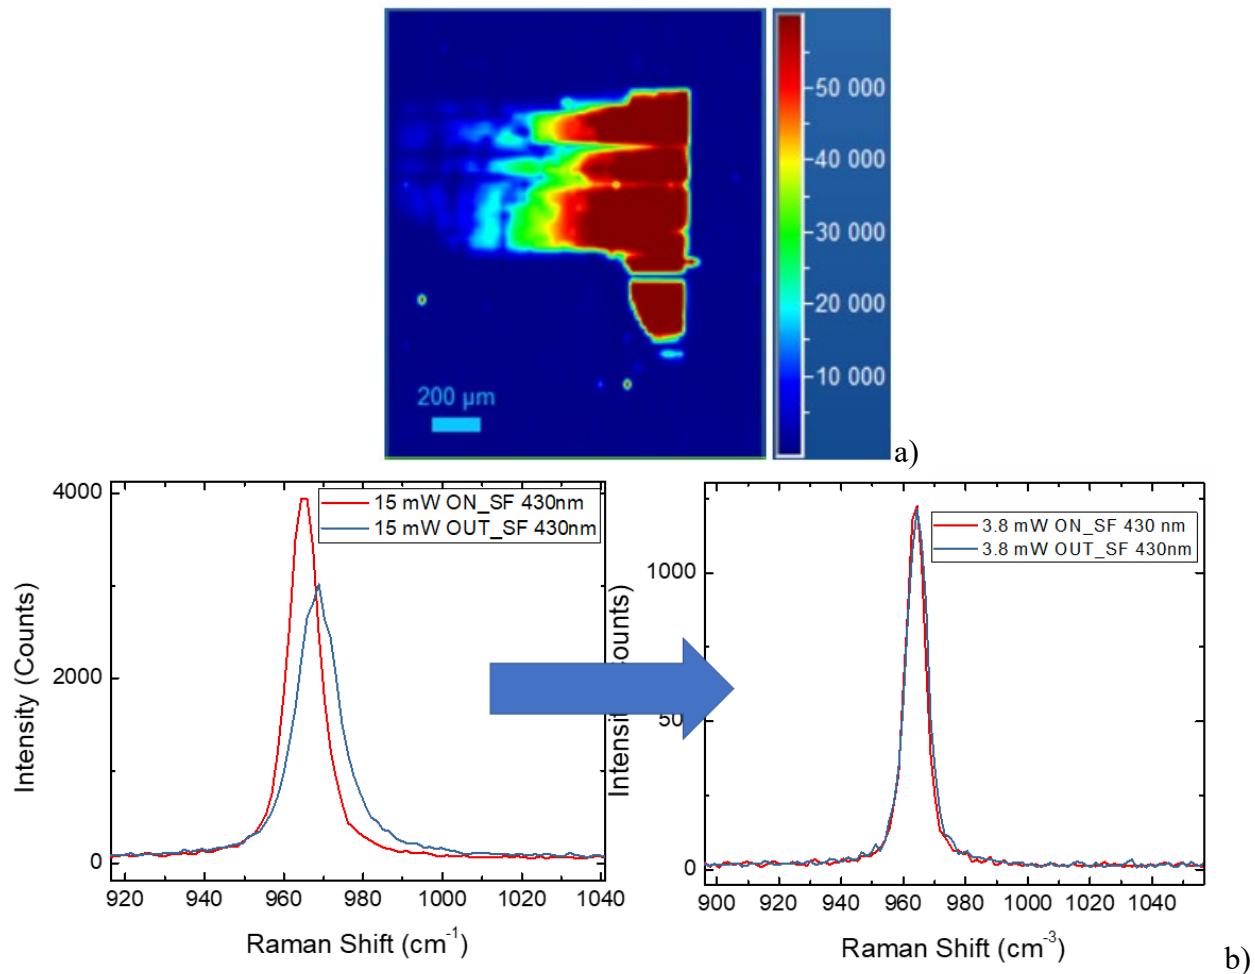 50 000
40 000
30 000
20 000
10 000
200 µm
a)
4000
2000
0
15 mW ON_SF 430nm
15 mW OUT_SF 430nm
Intensity (Counts)
920 940 960 980 1000 1020 1040
Raman Shift (cm-1)
1000
0
3.8 mW ON_SF 430 nm
3.8 mW OUT_SF 430nm
900 920 940 960 980 1000 1020 1040
Raman Shift (cm-3)
b)